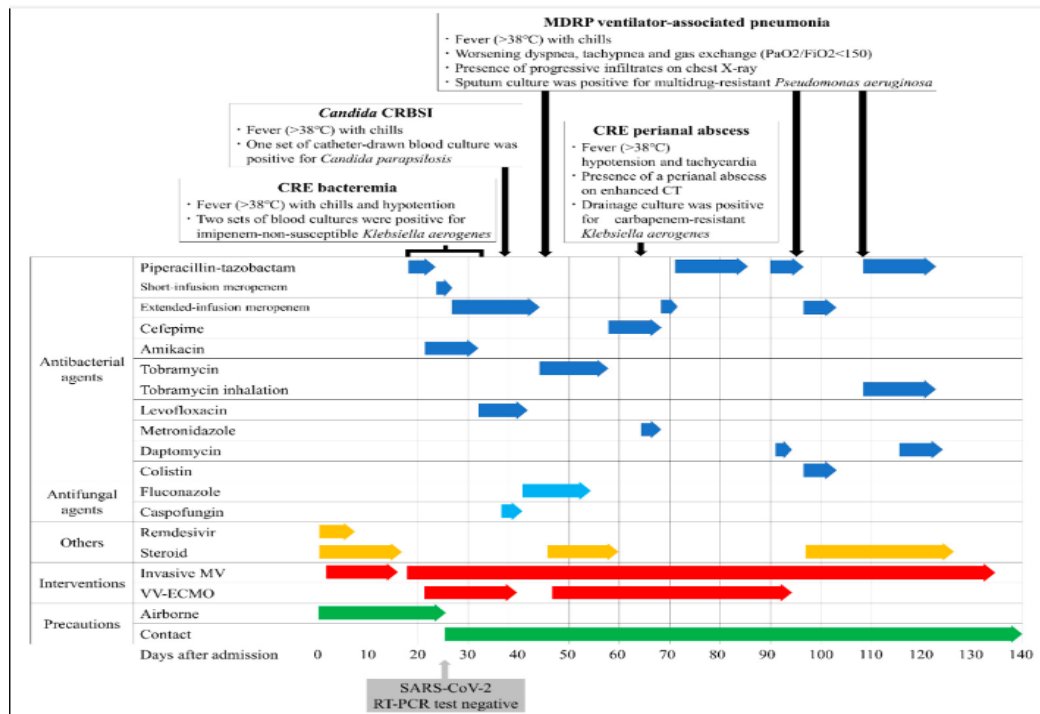 MDRP ventilator-associated pneumonia
・ Fever (>38℃) with chills
・ Worsening dyspnea, tachypnea and gas exchange (PaO2/FiO2<150)
・ Presence of progressive infiltrates on chest X-ray
・ Sputum culture was positive for multidrug-resistant Pseudomonas aeruginosa
Candida CRBSI
・ Fever (>38℃) with chills
・ One set of catheter-drawn blood culture was
positive for Candida parapsilosis
CRE perianal abscess
・ Fever (>38℃)
hypotension and tachycardia
・ Presence of a perianal abscess
on enhanced CT
・ Drainage culture was positive
for carbapenem-resistant
Klebsiella aerogenes
CRE bacteremia
・ Fever (>38℃) with chills and hypotention
・ Two sets of blood cultures were positive for
imipenem-non-susceptible Klebsiella aerogenes
Antibacterial
agents
Piperacillin-tazobactam
Short-infusion meropenem
Extended-infusion meropenem
Cefepime
Amikacin
Tobramycin
Tobramycin inhalation
Levofloxacin
Metronidazole
Daptomycin
Colistin
Antifungal
agents
Fluconazole
Caspofungin
Others
Remdesivir
Steroid
Interventions
Invasive MV
VV-ECMO
Precautions
Airborne
Contact
Days after admission 0 10 20 30 40 50 60 70 80 90 100 110 120 130 140
SARS-CoV-2
RT-PCR test negative